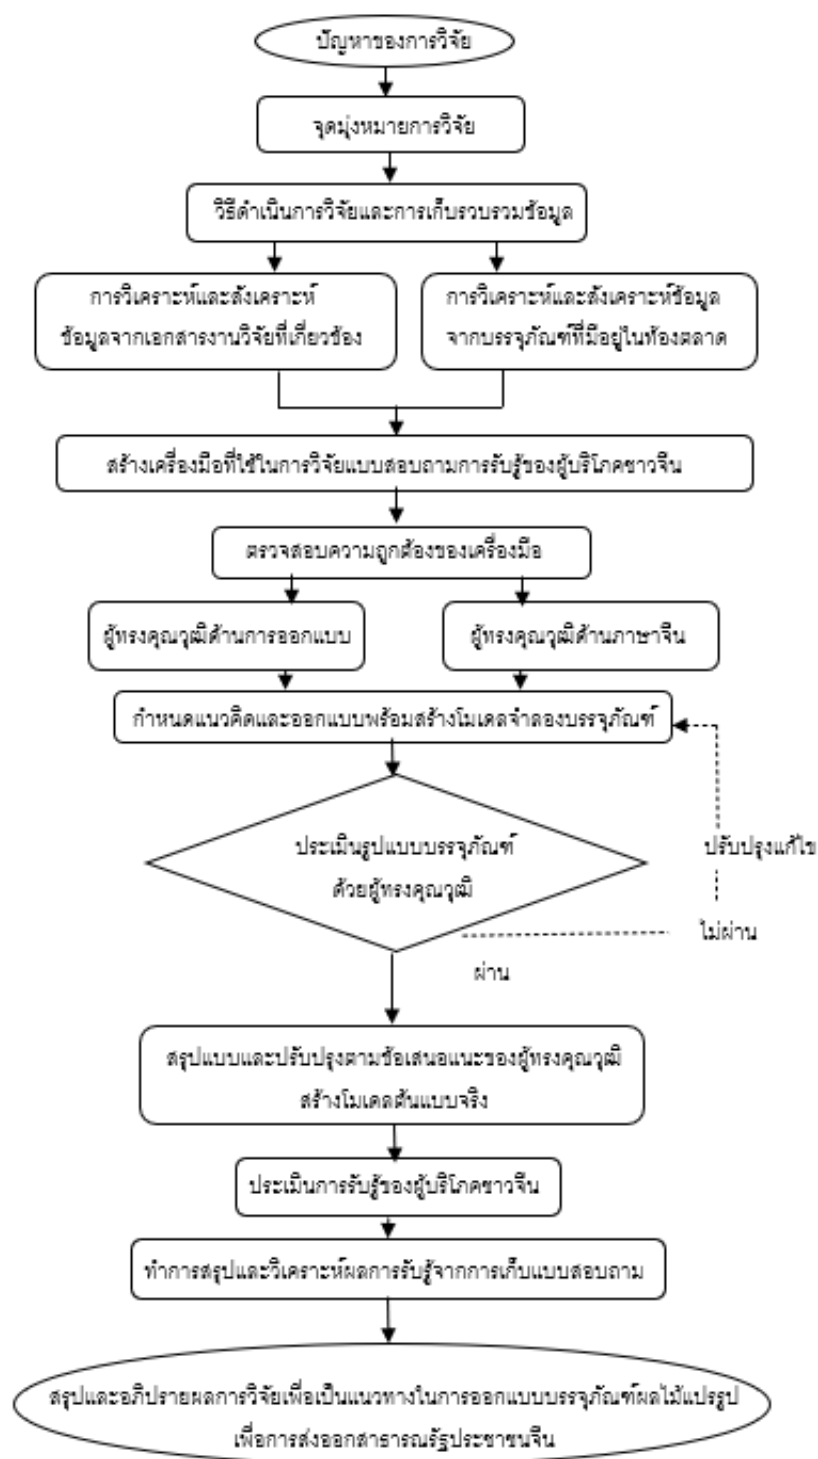 ปัญหาของการวิจัย
จุดมุ่งหมายการวิจัย
วิธีดำเนินการวิจัยและการเก็บรวบรวมข้อมูล
การวิเคราะห์และสังเคราะห์
ข้อมูลจากเอกสารงานวิจัยที่เกี่ยวข้อง
การวิเคราะห์และสังเคราะห์ข้อมูล
จากบรรจุภัณฑ์ที่มีอยู่ในท้องตลาด
สร้างเครื่องมือที่ใช้ในการวิจัยแบบสอบถามการรับรู้ของผู้บริโภคชาวจีน
ตรวจสอบความถูกต้องของเครื่องมือ
ผู้ทรงคุณวุฒิด้านการออกแบบ
ผู้ทรงคุณวุฒิด้านภาษาจีน
กำหนดแนวคิดและออกแบบพร้อมสร้างโมเดลจำลองบรรจุภัณฑ์
ประเมินรูปแบบบรรจุภัณฑ์
ด้วยผู้ทรงคุณวุฒิ
ปรับปรุงแก้ไข
ไม่ผ่าน
ผ่าน
สรุปแบบและปรับปรุงตามข้อเสนอแนะของผู้ทรงคุณวุฒิ
สร้างโมเดลต้นแบบจริง
ประเมินการรับรู้ของผู้บริโภคชาวจีน
ทำการสรุปและวิเคราะห์ผลการรับรู้จากการเก็บแบบสอบถาม
สรุปและอภิปรายผลการวิจัยเพื่อเป็นแนวทางในการออกแบบบรรจุภัณฑ์ผลไม้แปรรูป
เพื่อการส่งออกสาธารณรัฐประชาชนจีน